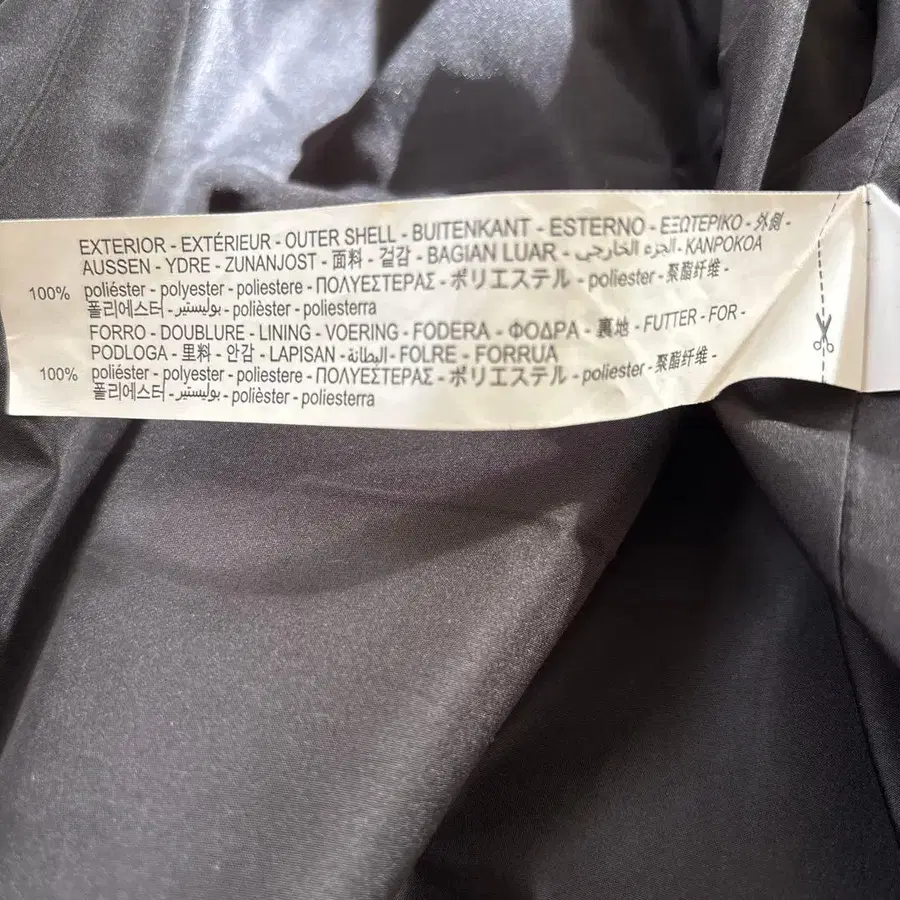 EXTERIOR - EXTÉRIEUR - OUTER SHELL - BUITENKANT - ESTERNO - ΕΞΩΤΕΡΙΚΟ - 外側 -
AUSSEN - YDRE - ZUNANJOST - 面料 - 겉감 - BAGIAN LUAR - الجزء الخارجي - KANPOKOA
100% poliéster - polyester - poliestere - ΠΟΛΥΕΣΤΕΡΑΣ - ポリエステル - poliester - 聚酯纤维 -
폴리에스터 - بوليستير - polièster - poliesterra
FORRO - DOUBLURE - LINING - VOERING - FODERA - ΦΟΔΡΑ - 裏地 - FUTTER - FOR -
PODLOGA - 里料 - 안감 - LAPISAN - البطانة - FOLRE - FORRUA
100% poliéster - polyester - poliestere - ΠΟΛΥΕΣΤΕΡΑΣ - ポリエステル - poliester - 聚酯纤维 -
폴리에스터 - بوليستير - polièster - poliesterra